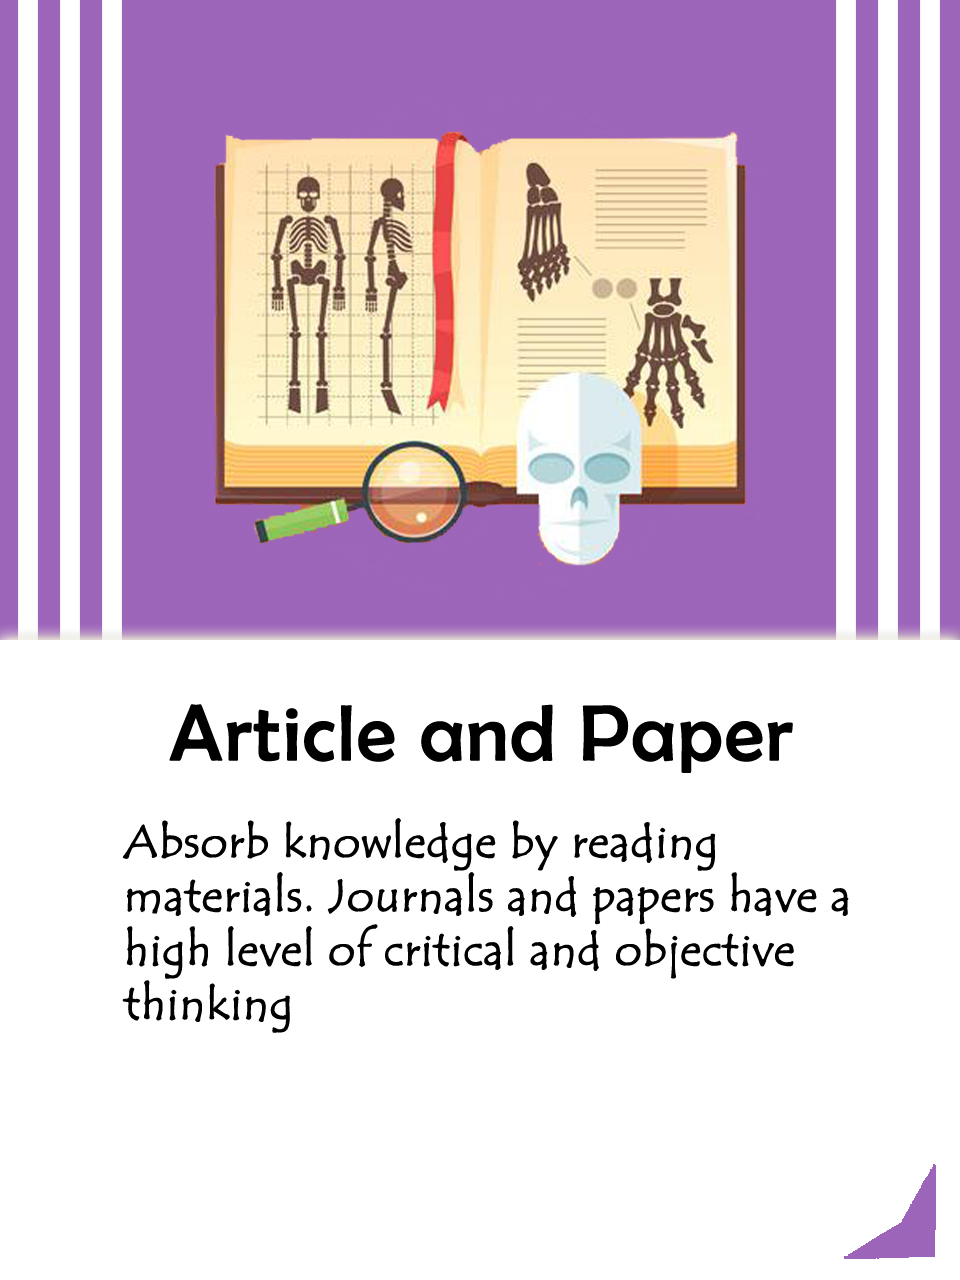 Article and Paper
Absorb knowledge by reading
materials. Journals and papers have a
high level of critical and objective
thinking